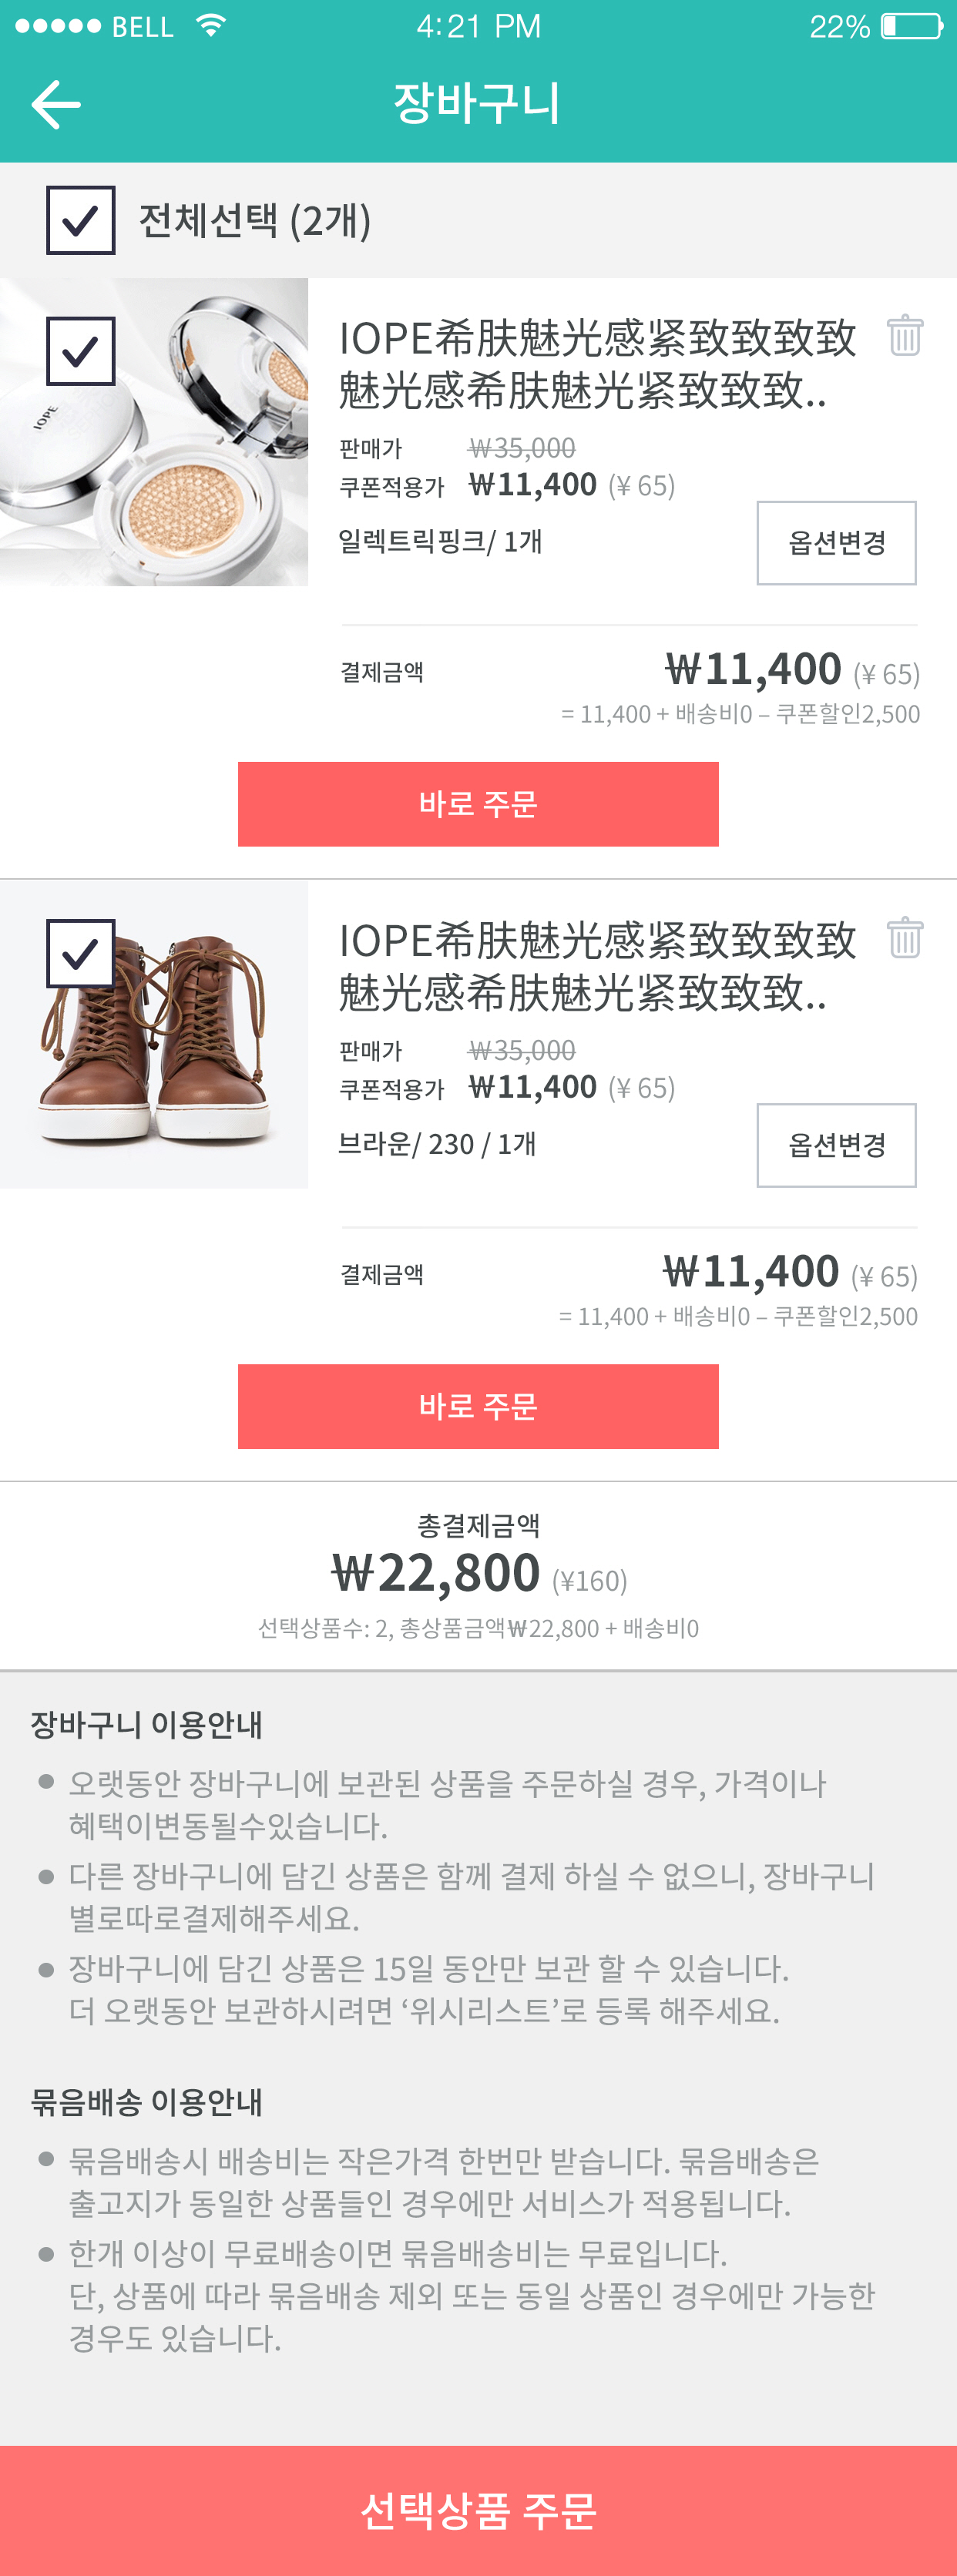 BELL 4:21 PM 22%
장바구니
전체선택 (2개)
IOPE
IOPE希肤魅光感紧致致致致
魅光感希肤魅光紧致致致..
판매가 ₩35,000
쿠폰적용가 ₩11,400 (¥ 65)
일렉트릭핑크/ 1개
옵션변경
결제금액 ₩11,400 (¥ 65)
= 11,400 + 배송비0 – 쿠폰할인2,500
바로 주문
IOPE希肤魅光感紧致致致致
魅光感希肤魅光紧致致致..
판매가 ₩35,000
쿠폰적용가 ₩11,400 (¥ 65)
브라운/ 230 / 1개
옵션변경
결제금액 ₩11,400 (¥ 65)
= 11,400 + 배송비0 – 쿠폰할인2,500
바로 주문
총결제금액
₩22,800 (¥160)
선택상품수: 2, 총상품금액₩22,800 + 배송비0
장바구니 이용안내
● 오랫동안 장바구니에 보관된 상품을 주문하실 경우, 가격이나
혜택이변동될수있습니다.
● 다른 장바구니에 담긴 상품은 함께 결제 하실 수 없으니, 장바구니
별로따로결제해주세요.
● 장바구니에 담긴 상품은 15일 동안만 보관 할 수 있습니다.
더 오랫동안 보관하시려면 ‘위시리스트’로 등록 해주세요.
묶음배송 이용안내
● 묶음배송시 배송비는 작은가격 한번만 받습니다. 묶음배송은
출고지가 동일한 상품들인 경우에만 서비스가 적용됩니다.
● 한개 이상이 무료배송이면 묶음배송비는 무료입니다.
단, 상품에 따라 묶음배송 제외 또는 동일 상품인 경우에만 가능한
경우도 있습니다.
선택상품 주문